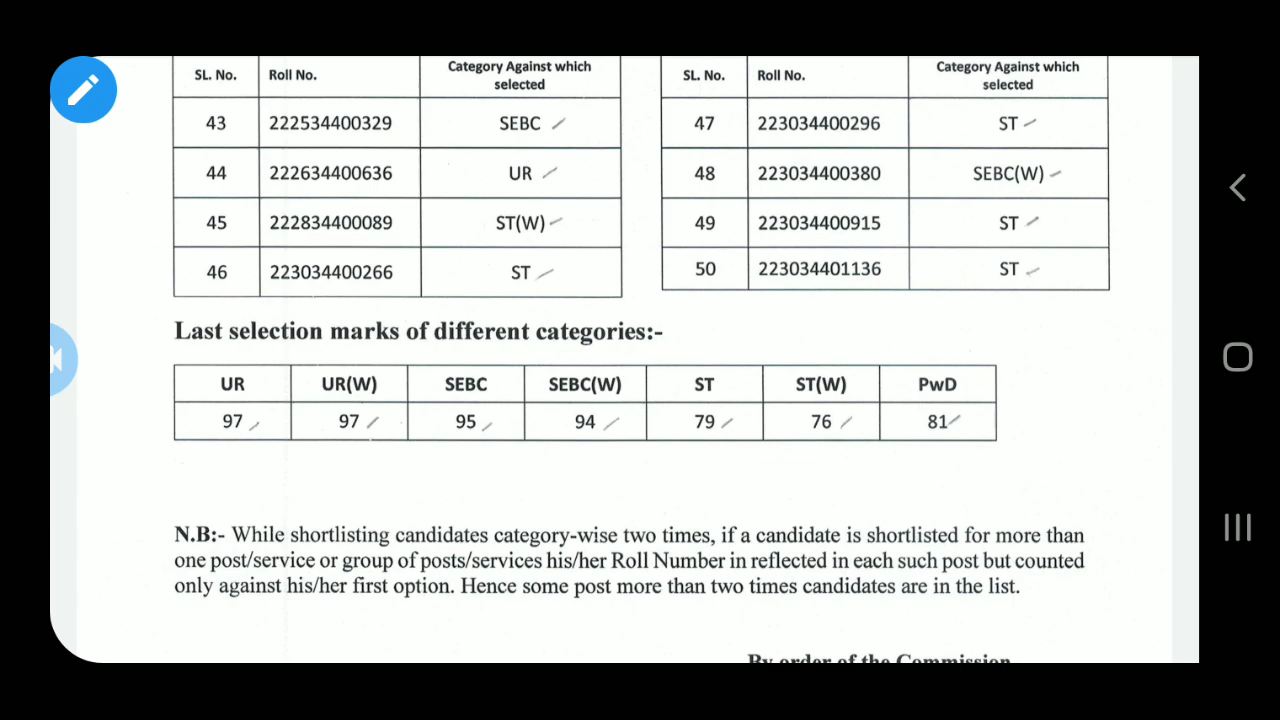 SL. No. Roll No. Category Against which selected
43 222534400329 SEBC
44 222634400636 UR
45 222834400089 ST(W)
46 223034400266 ST
SL. No. Roll No. Category Against which selected
47 223034400296 ST
48 223034400380 SEBC(W)
49 223034400915 ST
50 223034401136 ST
Last selection marks of different categories:-
UR UR(W) SEBC SEBC(W) ST ST(W) PwD
97 97 95 94 79 76 81
N.B:- While shortlisting candidates category-wise two times, if a candidate is shortlisted for more than
one post/service or group of posts/services his/her Roll Number in reflected in each such post but counted
only against his/her first option. Hence some post more than two times candidates are in the list.
By order of the Commission